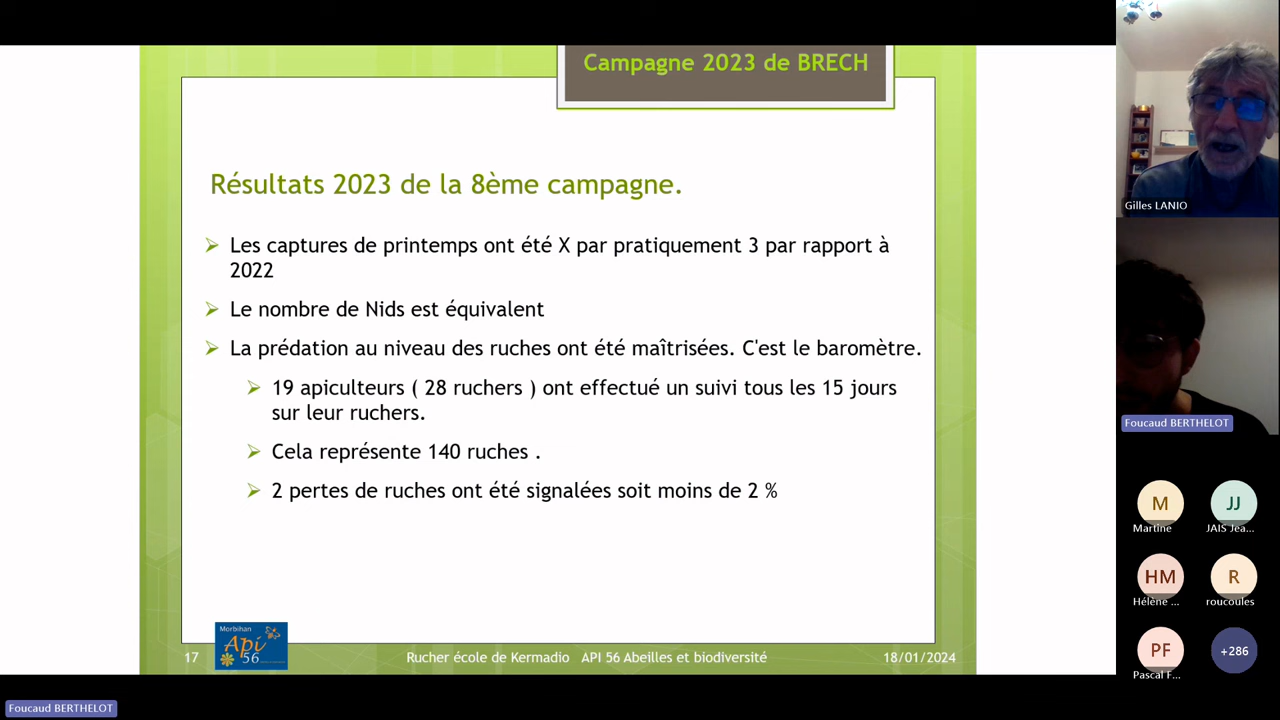 Campagne 2023 de BRECH
Résultats 2023 de la 8ème campagne.
Les captures de printemps ont été X par pratiquement 3 par rapport à
2022
Le nombre de Nids est équivalent
La prédation au niveau des ruches ont été maîtrisées. C'est le baromètre.
19 apiculteurs ( 28 ruchers ) ont effectué un suivi tous les 15 jours
sur leur ruchers.
Cela représente 140 ruches .
2 pertes de ruches ont été signalées soit moins de 2 %
Morbihan
Api
56
17
Rucher école de Kermadio API 56 Abeilles et biodiversité
18/01/2024
Gilles LANIO
Foucaud BERTHELOT
M
JJ
Martine
JAIS Jea...
HM
R
Hélène ...
roucoules
PF
+286
Pascal F...
Foucaud BERTHELOT